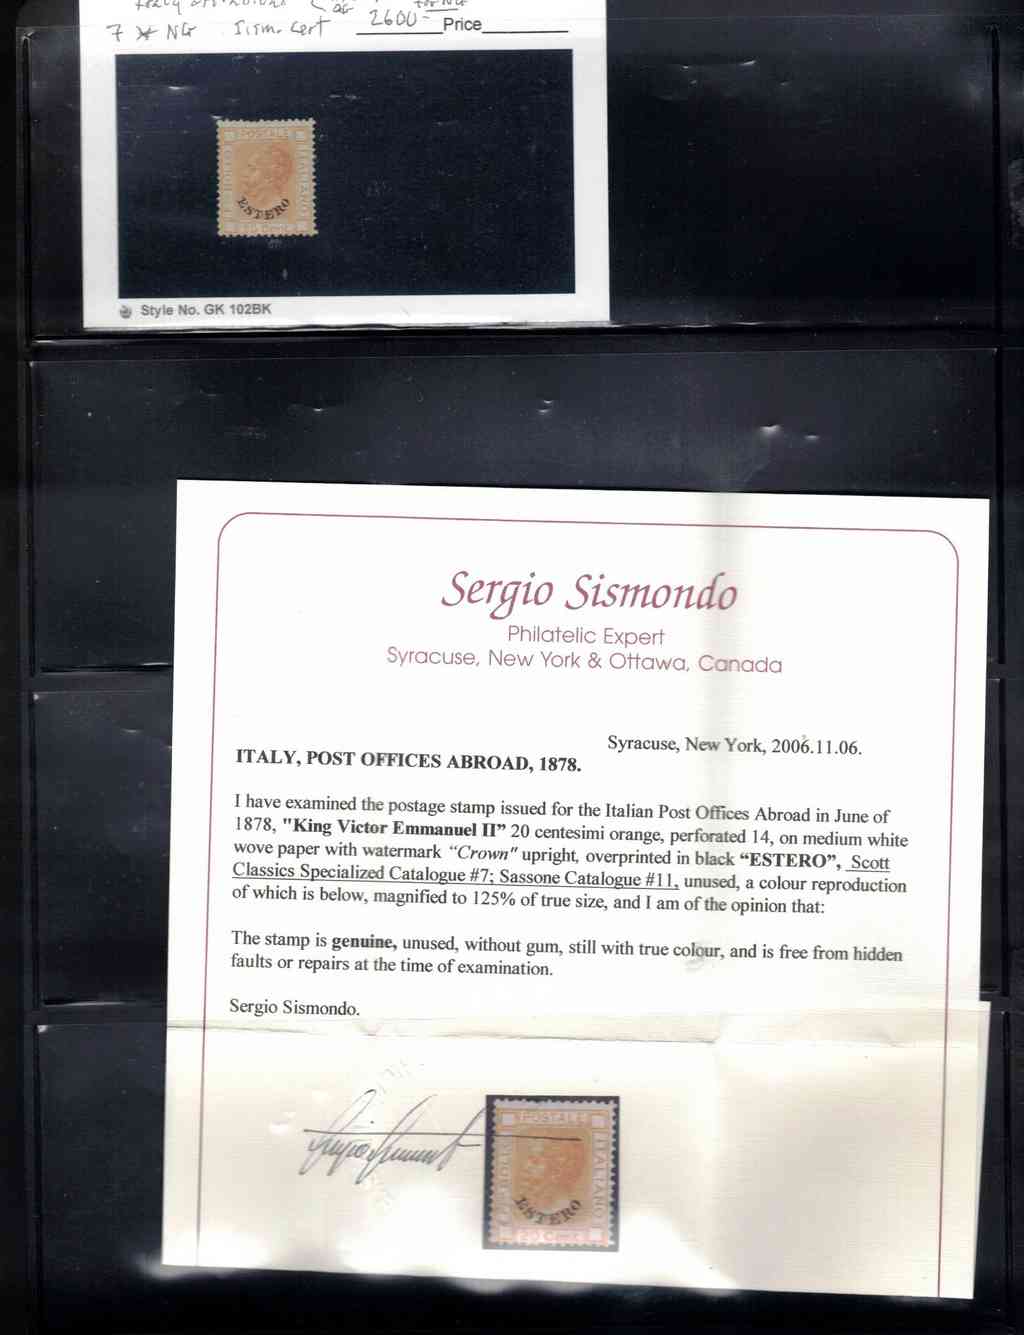 7 * NG Sism. Cert 2600- Price
POSTALE
ITALIANO
ESTERO
Style No. GK 102BK
Sergio Sismondo
Philatelic Expert
Syracuse, New York & Ottawa, Canada
Syracuse, New York, 2006.11.06.
ITALY, POST OFFICES ABROAD, 1878.
I have examined the postage stamp issued for the Italian Post Offices Abroad in June of
1878, "King Victor Emmanuel II" 20 centesimi orange, perforated 14, on medium white
wove paper with watermark "Crown" upright, overprinted in black "ESTERO", Scott
Classics Specialized Catalogue #7; Sassone Catalogue #11, unused, a colour reproduction
of which is below, magnified to 125% of true size, and I am of the opinion that:
The stamp is genuine, unused, without gum, still with true colour, and is free from hidden
faults or repairs at the time of examination.
Sergio Sismondo.
POSTALE
ITALIANO
ESTERO
20 Cent